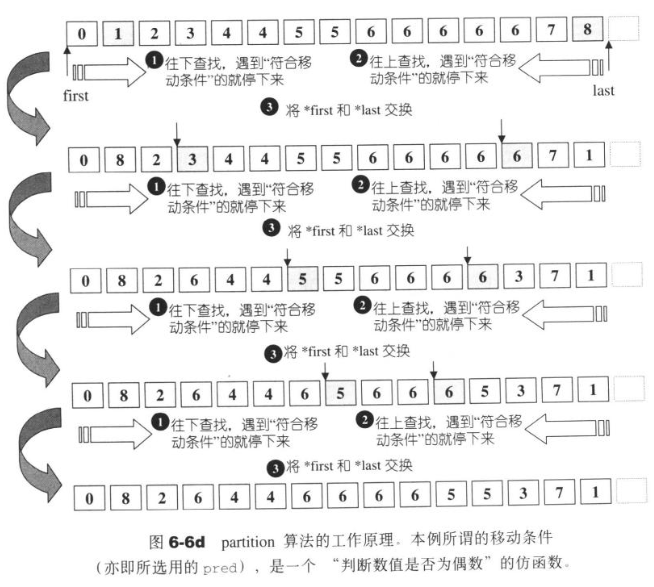 0 1 2 3 4 4 5 5 6 6 6 6 6 7 8
❶往下查找，遇到“符合移
动条件”的就停下来
❷往上查找，遇到“符合移
动条件”的就停下来
first
last
❸ 将 *first 和 *last 交换
0 8 2 3 4 4 5 5 6 6 6 6 6 7 1
❶往下查找，遇到“符合移
动条件”的就停下来
❷往上查找，遇到“符合移
动条件”的就停下来
❸ 将 *first 和 *last 交换
0 8 2 6 4 4 5 5 6 6 6 6 3 7 1
❶往下查找，遇到“符合移
动条件”的就停下来
❷往上查找，遇到“符合移
动条件”的就停下来
❸将 *first 和 *last 交换
0 8 2 6 4 4 6 5 6 6 6 5 3 7 1
❶往下查找，遇到“符合移
动条件”的就停下来
❷往上查找，遇到“符合移
动条件”的就停下来
❸将 *first 和 *last 交换
0 8 2 6 4 4 6 6 6 6 5 5 3 7 1
图 6-6d partition 算法的工作原理。本例所谓的移动条件
（亦即所选用的 pred），是一个 “判断数值是否为偶数”的仿函数。